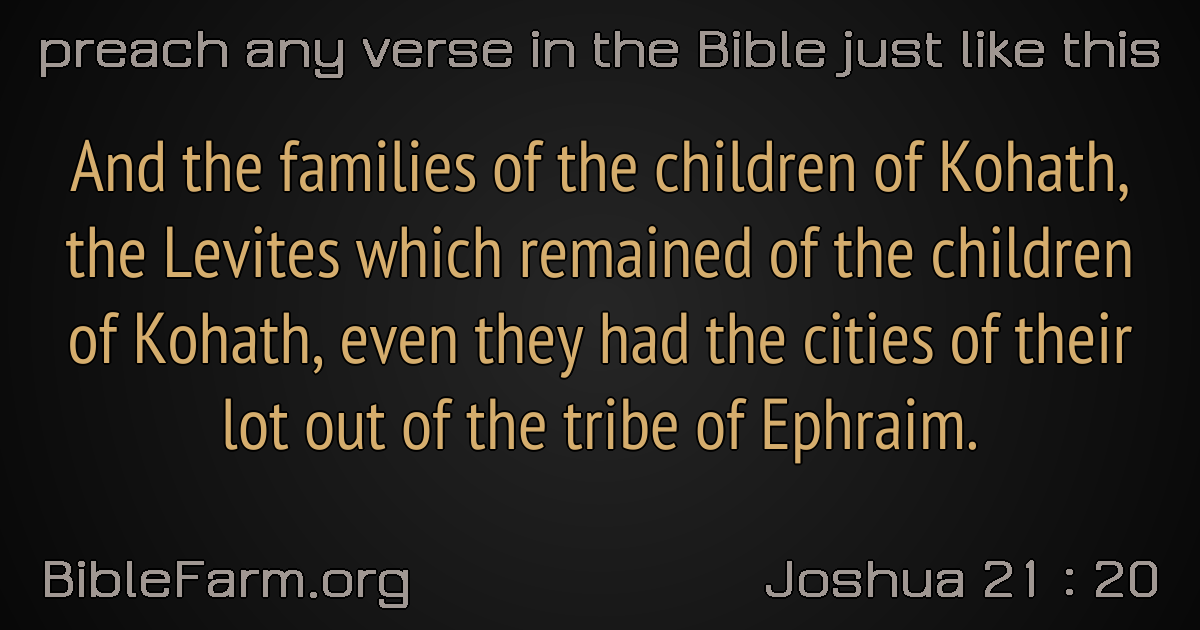 preach any verse in the Bible just like this
And the families of the children of Kohath,
the Levites which remained of the children
of Kohath, even they had the cities of their
lot out of the tribe of Ephraim.
BibleFarm.org
Joshua 21 : 20